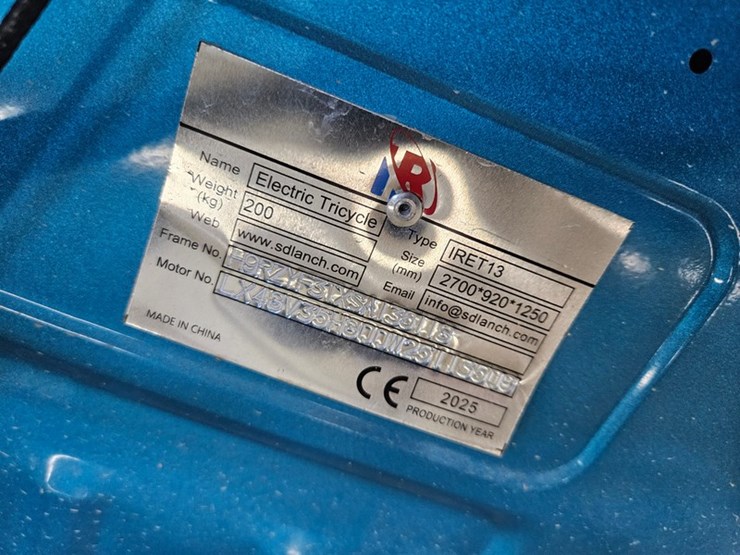 R
Name Electric Tricycle Type IRET13
Weight (kg) 200 Size (mm) 2700*920*1250
Web www.sdlanch.com Email info@sdlanch.com
Frame No.
Motor No.
MADE IN CHINA
CE 2025
PRODUCTION YEAR